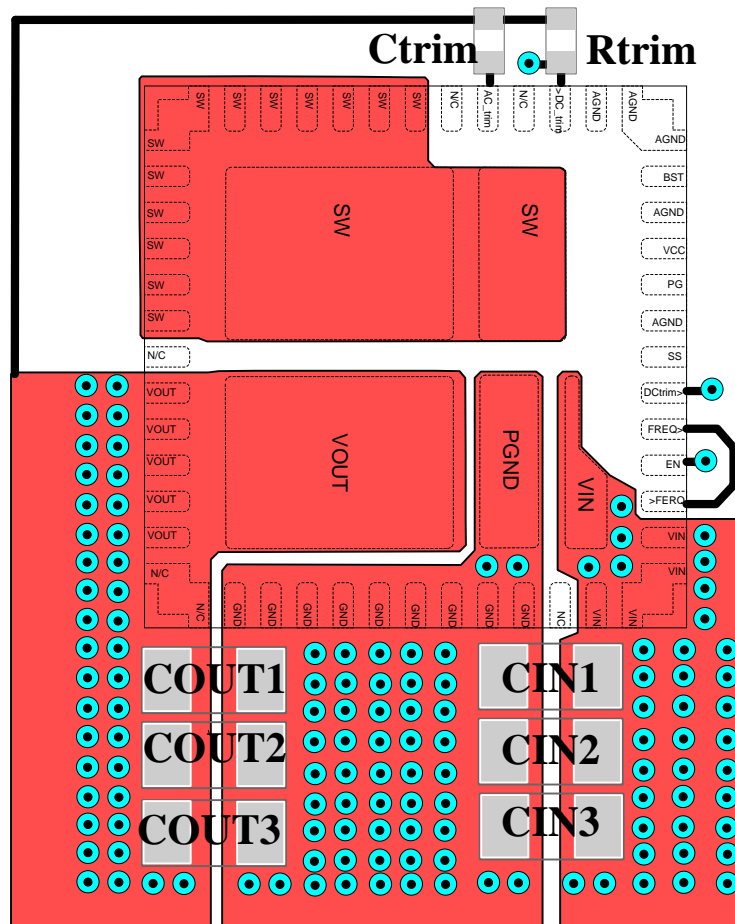 Ctrim
Rtrim
SW
SW
SW
SW
SW
SW
SW
N/C
AC_trim
N/C
>DC_trim
AGND
AGND
SW
AGND
SW
BST
SW
AGND
SW
VCC
SW
PG
SW
AGND
SW
SW
N/C
SS
VOUT
DCtrim>
VOUT
FREQ>
VOUT
EN
VOUT
>FERQ
VOUT
VIN
N/C
VIN
VOUT
PGND
VIN
N/C
GND
GND
GND
GND
GND
GND
GND
GND
GND
NC
VIN
VIN
COUT1
CIN1
COUT2
CIN2
COUT3
CIN3